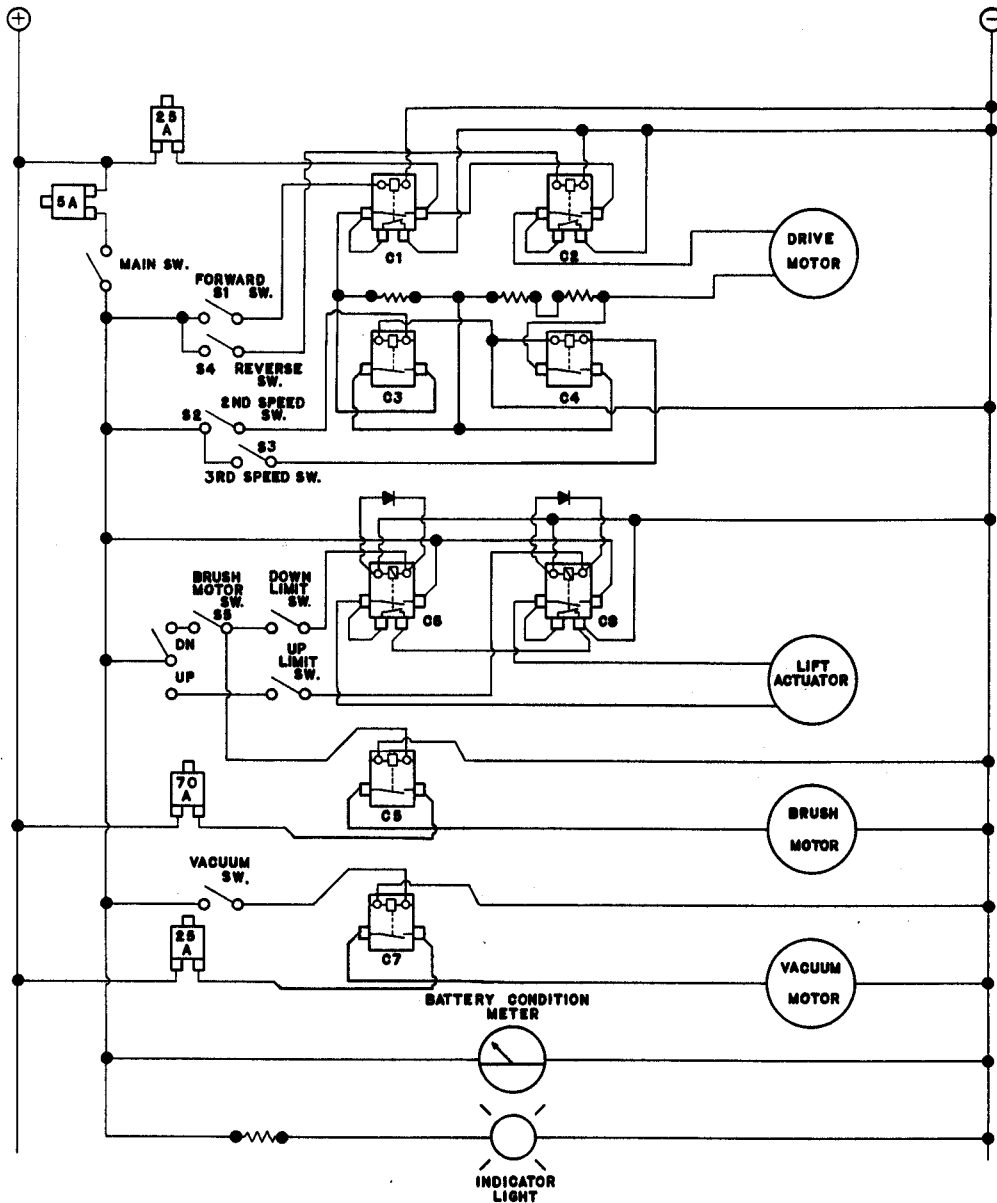 +
−
25
A
5A
MAIN SW.
FORWARD
S1 SW.
S4 REVERSE
SW.
C1
C2
DRIVE
MOTOR
C3
C4
2ND SPEED
S2 SW.
S3
3RD SPEED SW.
BRUSH
MOTOR
SW.
S5
DOWN
LIMIT
SW.
DN
UP
UP
LIMIT
SW.
C6
C8
LIFT
ACTUATOR
70
A
C5
BRUSH
MOTOR
VACUUM
SW.
25
A
C7
VACUUM
MOTOR
BATTERY CONDITION
METER
INDICATOR
LIGHT